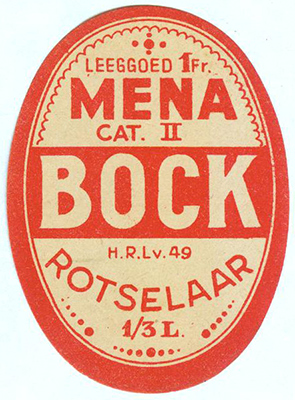 LEEGGOED 1Fr.
MENA
CAT. II
BOCK
H.R.Lv.49
ROTSELAAR
1/3 L.